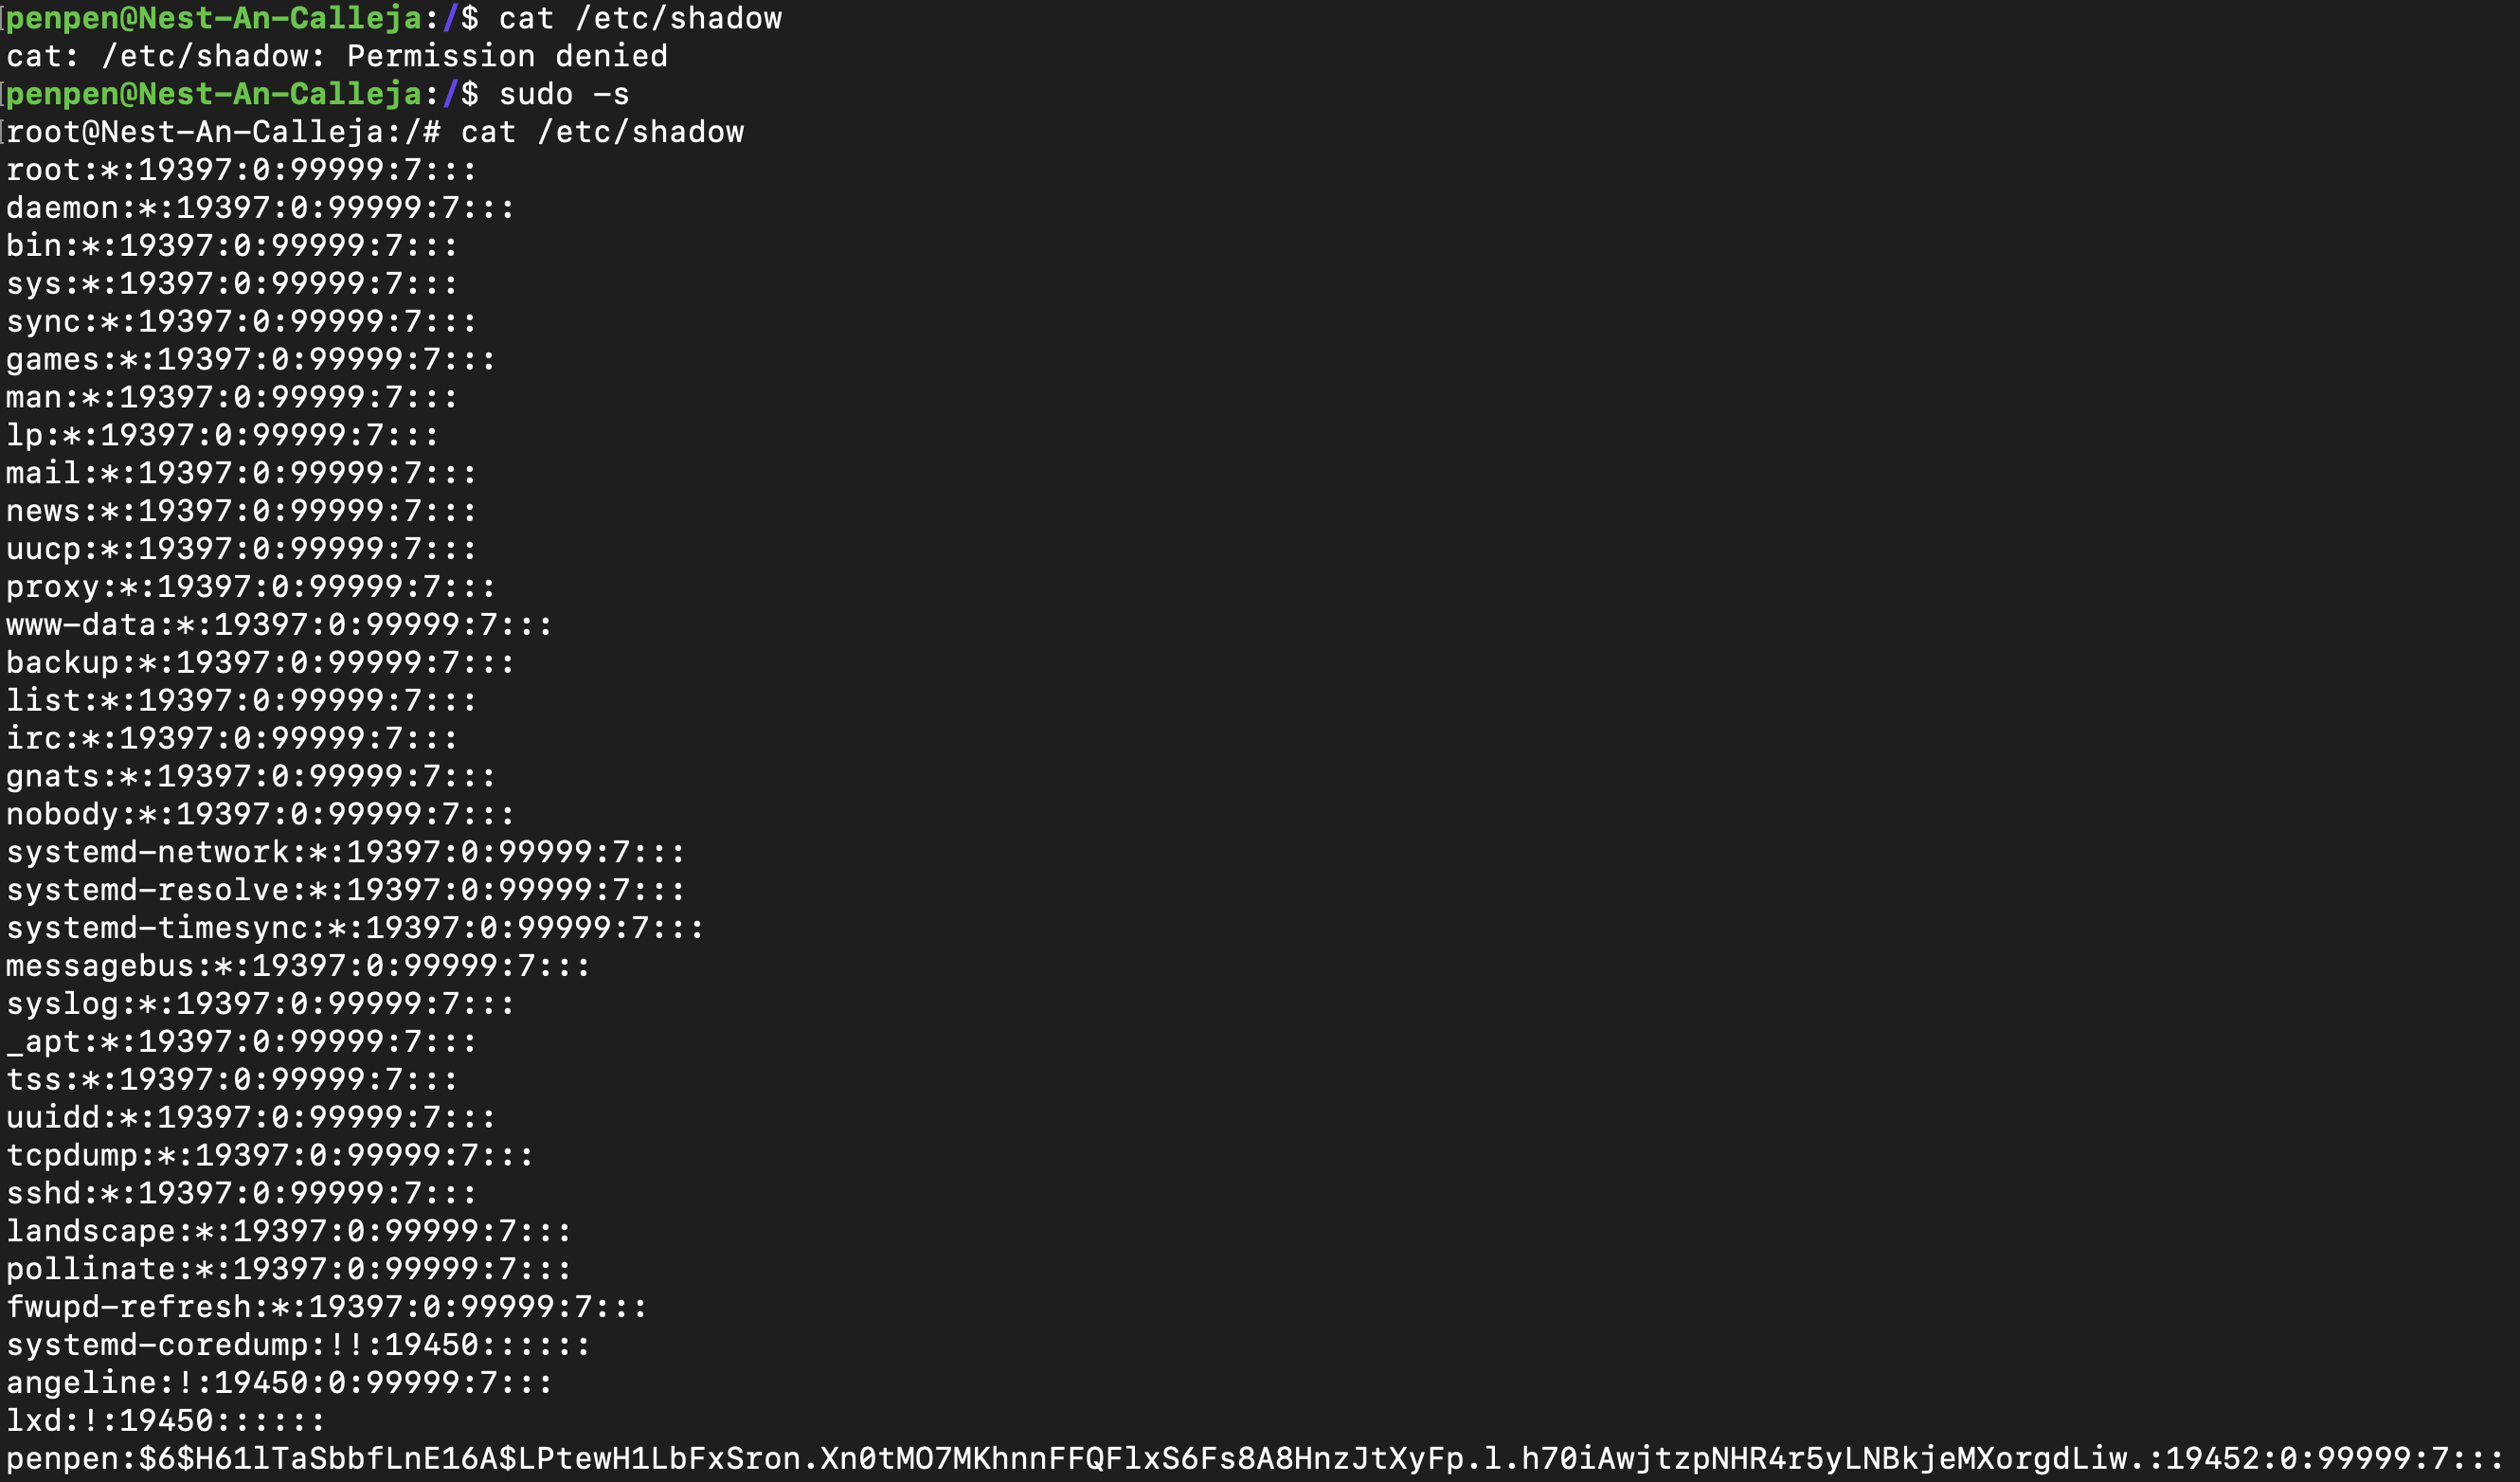 penpen@Nest-An-Calleja:/$ cat /etc/shadow
cat: /etc/shadow: Permission denied
penpen@Nest-An-Calleja:/$ sudo -s
root@Nest-An-Calleja:/# cat /etc/shadow
root:*:19397:0:99999:7:::
daemon:*:19397:0:99999:7:::
bin:*:19397:0:99999:7:::
sys:*:19397:0:99999:7:::
sync:*:19397:0:99999:7:::
games:*:19397:0:99999:7:::
man:*:19397:0:99999:7:::
lp:*:19397:0:99999:7:::
mail:*:19397:0:99999:7:::
news:*:19397:0:99999:7:::
uucp:*:19397:0:99999:7:::
proxy:*:19397:0:99999:7:::
www-data:*:19397:0:99999:7:::
backup:*:19397:0:99999:7:::
list:*:19397:0:99999:7:::
irc:*:19397:0:99999:7:::
gnats:*:19397:0:99999:7:::
nobody:*:19397:0:99999:7:::
systemd-network:*:19397:0:99999:7:::
systemd-resolve:*:19397:0:99999:7:::
systemd-timesync:*:19397:0:99999:7:::
messagebus:*:19397:0:99999:7:::
syslog:*:19397:0:99999:7:::
_apt:*:19397:0:99999:7:::
tss:*:19397:0:99999:7:::
uuidd:*:19397:0:99999:7:::
tcpdump:*:19397:0:99999:7:::
sshd:*:19397:0:99999:7:::
landscape:*:19397:0:99999:7:::
pollinate:*:19397:0:99999:7:::
fwupd-refresh:*:19397:0:99999:7:::
systemd-coredump:!!:19450::::::
angeline:!:19450:0:99999:7:::
lxd:!:19450::::::
penpen:$6$H61lTaSbbfLnE16A$LPtewH1LbFxSron.Xn0tMO7MKhnnFFQFlxS6Fs8A8HnzJtXyFp.l.h70iAwjtzpNHR4r5yLNBkjeMXorgdLiw.:19452:0:99999:7:::